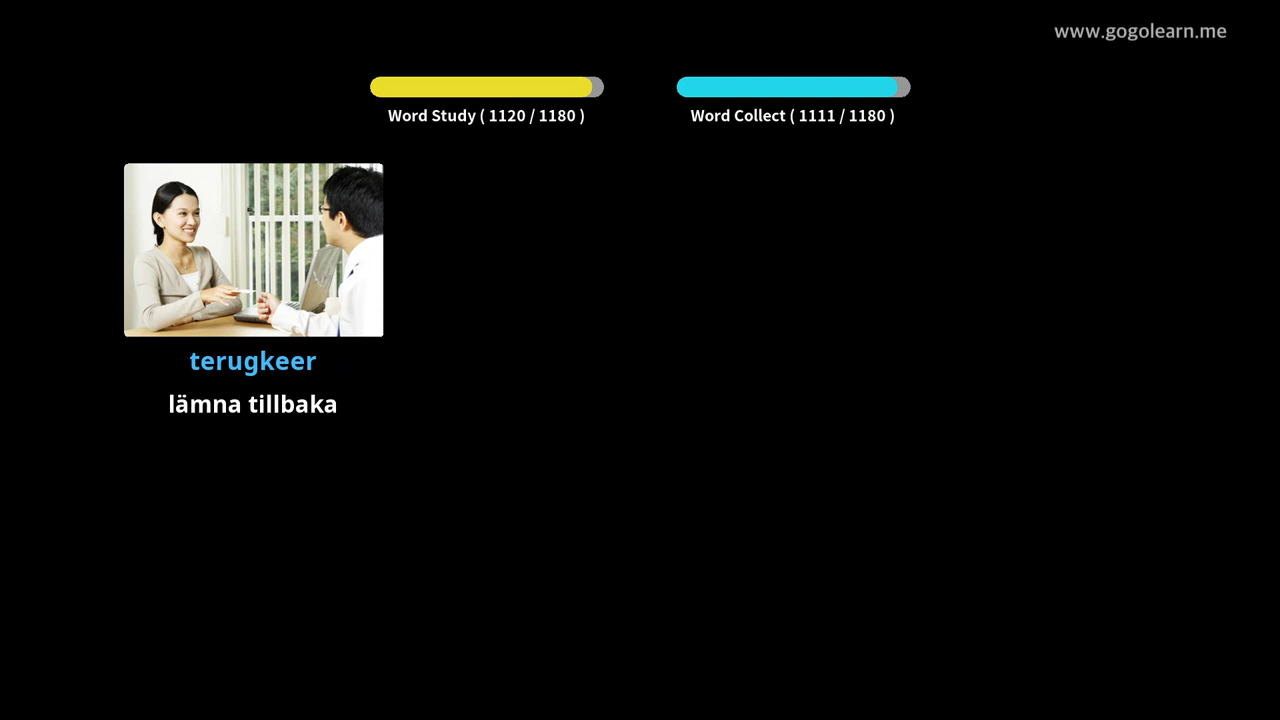 www.gogolearn.me
Word Study ( 1120 / 1180 )
Word Collect ( 1111 / 1180 )
terugkeer
lämna tillbaka